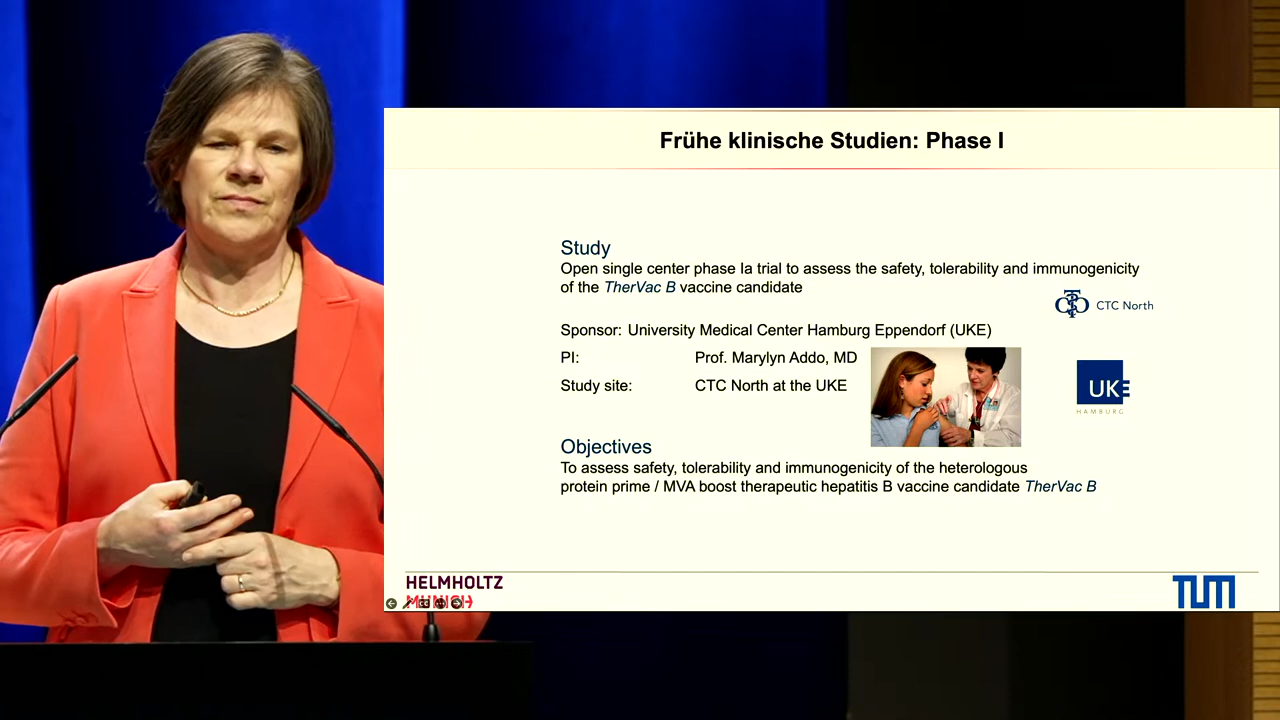 Frühe klinische Studien: Phase I
Study
Open single center phase Ia trial to assess the safety, tolerability and immunogenicity
of the TherVac B vaccine candidate
CTC North
Sponsor: University Medical Center Hamburg Eppendorf (UKE)
PI: Prof. Marylyn Addo, MD
Study site: CTC North at the UKE
UKE
HAMBURG
Objectives
To assess safety, tolerability and immunogenicity of the heterologous
protein prime / MVA boost therapeutic hepatitis B vaccine candidate TherVac B
HELMHOLTZ
MUNICH
TUM